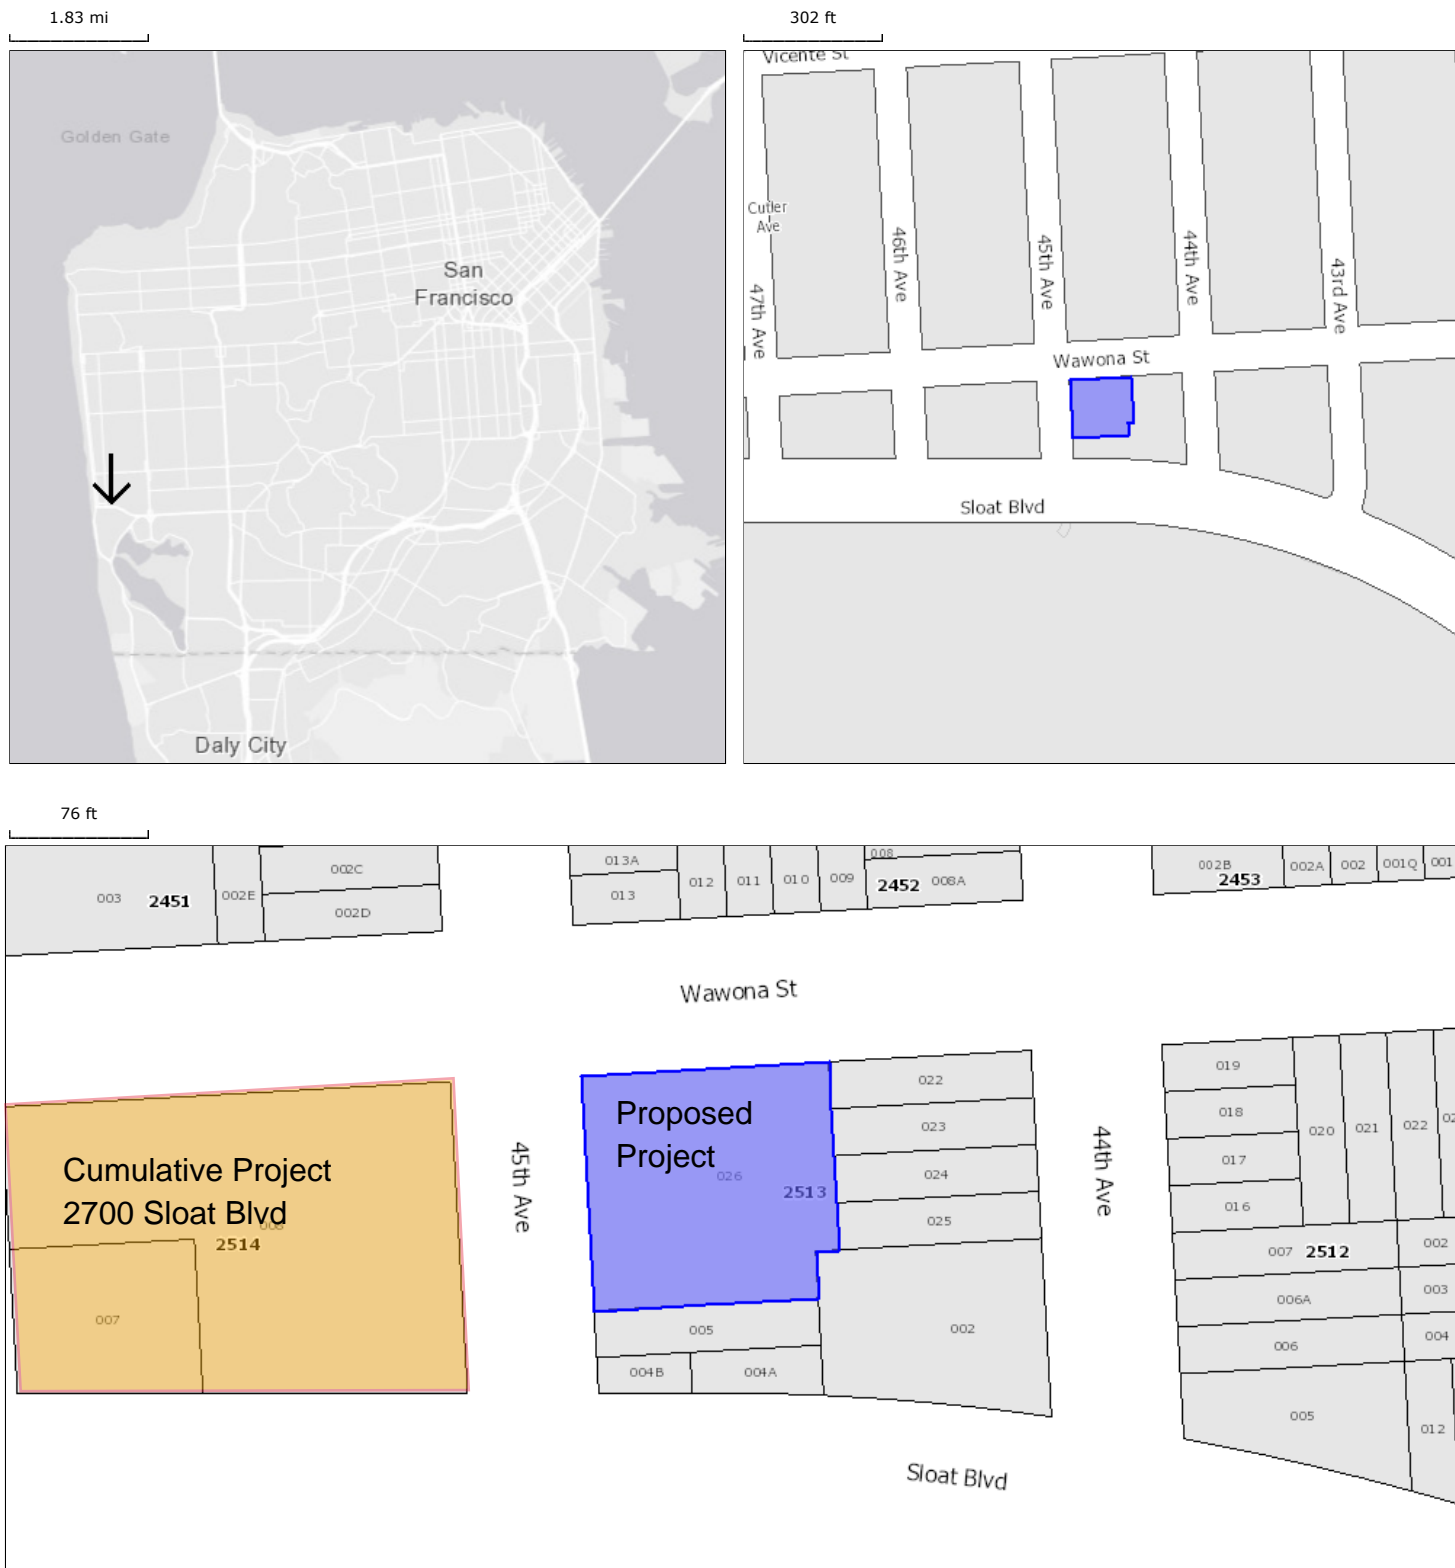 1.83 mi
Golden Gate
San
Francisco
Daly City
302 ft
Vicente St
Cutler
Ave
47th Ave
46th Ave
45th Ave
44th Ave
43rd Ave
Wawona St
Sloat Blvd
76 ft
003
2451
002E
002C
002D
013A
013
012
011
010
009
008
2452
008A
002B
2453
002A
002
001Q
001
Wawona St
Cumulative Project
2700 Sloat Blvd
2514
007
45th Ave
Proposed
Project
026
2513
022
023
024
025
002
005
004B
004A
44th Ave
019
018
017
016
020
021
022
007
2512
002
006A
003
006
004
005
012
Sloat Blvd